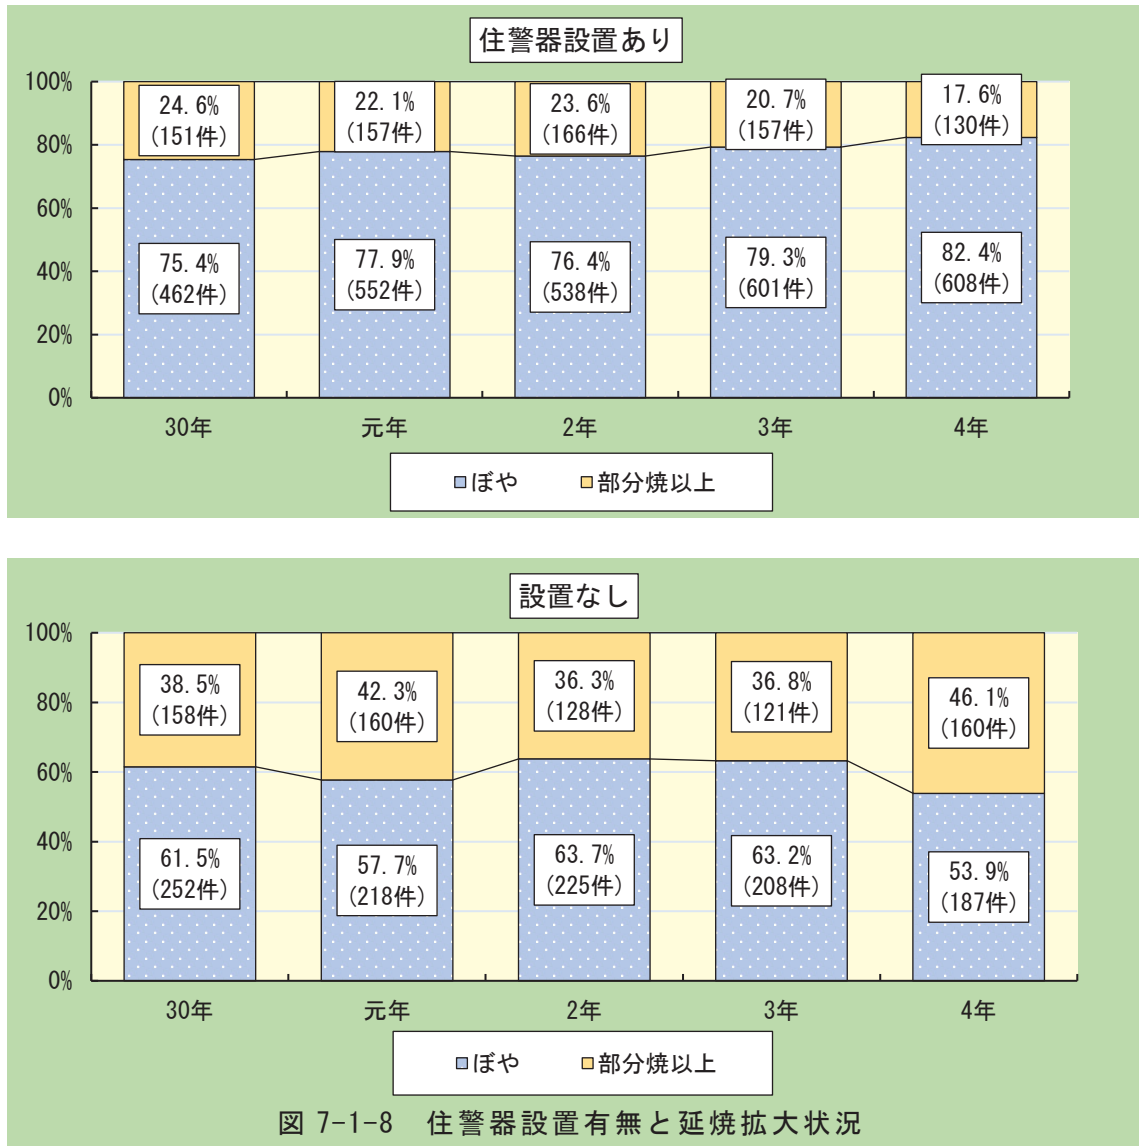 住警器設置あり
100%
80%
60%
40%
20%
0%
24.6%
(151件)
22.1%
(157件)
23.6%
(166件)
20.7%
(157件)
17.6%
(130件)
75.4%
(462件)
77.9%
(552件)
76.4%
(538件)
79.3%
(601件)
82.4%
(608件)
30年 元年 2年 3年 4年
ぼや 部分焼以上
設置なし
100%
80%
60%
40%
20%
0%
38.5%
(158件)
42.3%
(160件)
36.3%
(128件)
36.8%
(121件)
46.1%
(160件)
61.5%
(252件)
57.7%
(218件)
63.7%
(225件)
63.2%
(208件)
53.9%
(187件)
30年 元年 2年 3年 4年
ぼや 部分焼以上
図 7-1-8 住警器設置有無と延焼拡大状況